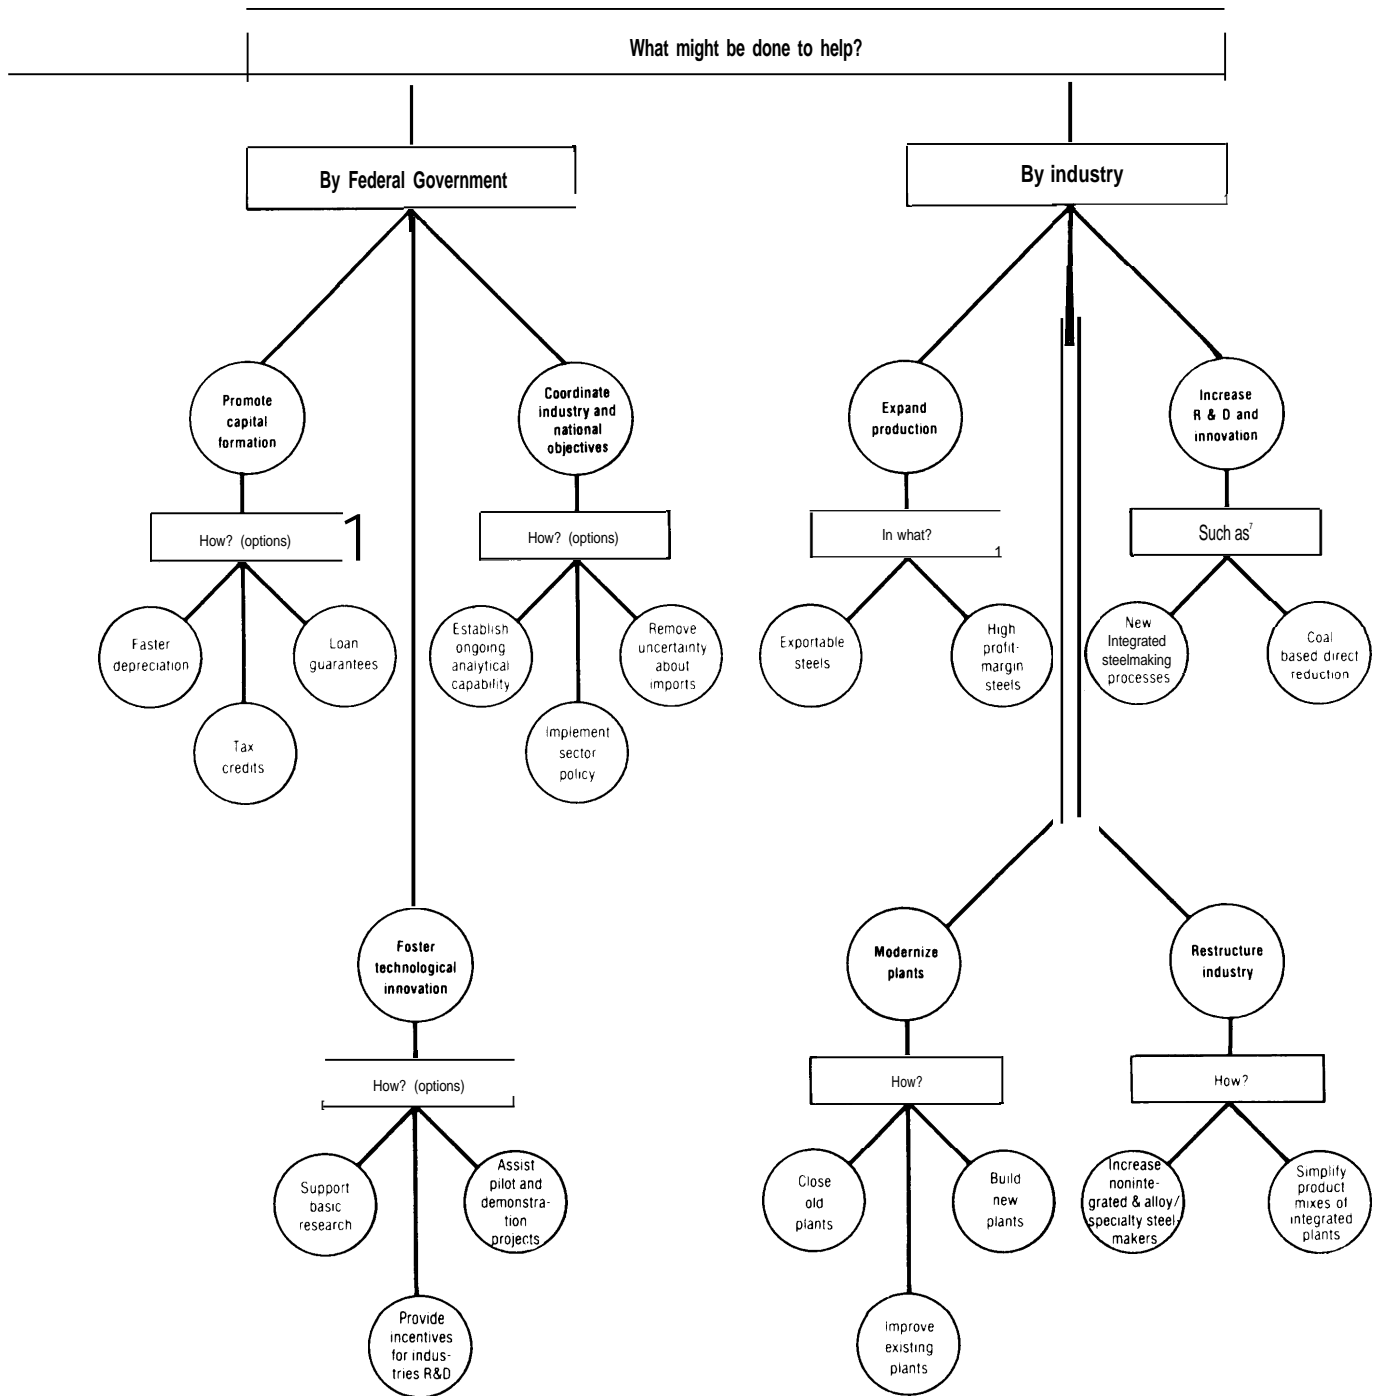 What might be done to help?
By Federal Government
By industry
Promote
capital
formation
Coordinate
industry and
national
objectives
Expand
production
Increase
R & D and
innovation
How? (options)
1
How? (options)
In what?
1
Such as7
Faster
depreciation
Loan
guarantees
Tax
credits
Establish
ongoing
analytical
capability
Remove
uncertainty
about
imports
Implement
sector
policy
Exportable
steels
High
profit-
margin
steels
New
Integrated
steelmaking
processes
Coal
based direct
reduction
Foster
technological
innovation
Modernize
plants
Restructure
industry
How? (options)
How?
How?
Support
basic
research
Assist
pilot and
demonstra-
tion
projects
Provide
incentives
for indus-
tries R&D
Close
old
plants
Build
new
plants
Improve
existing
plants
Increase
noninte-
grated & alloy/
specialty steel-
makers
Simplify
product
mixes of
integrated
plants